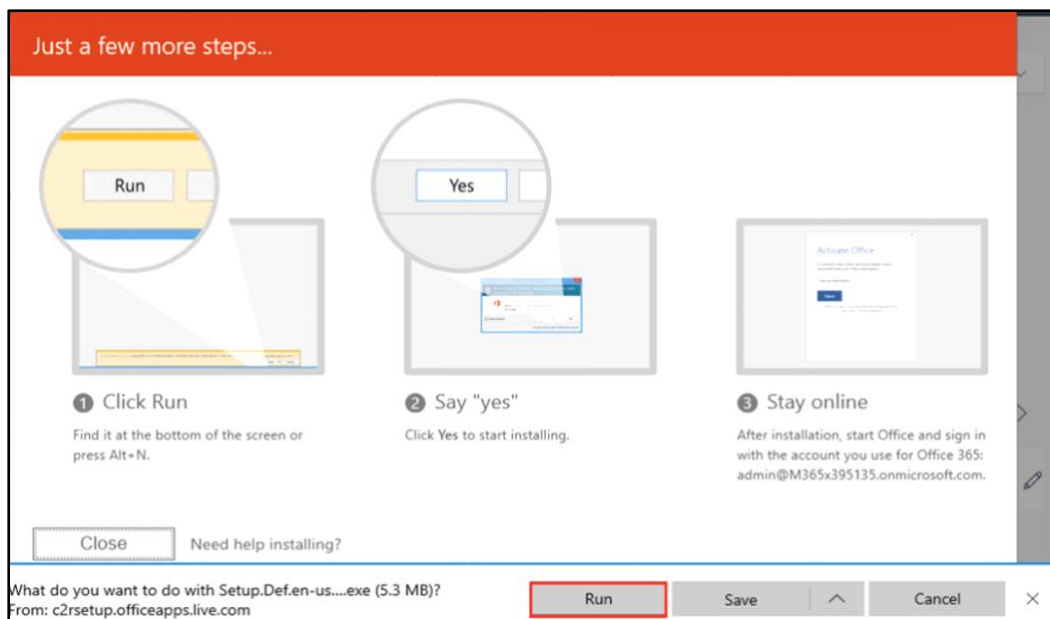 Just a few more steps...
Run
Yes
Activate Office
1 Click Run
Find it at the bottom of the screen or
press Alt+N.
2 Say "yes"
Click Yes to start installing.
3 Stay online
After installation, start Office and sign in
with the account you use for Office 365:
admin@M365x395135.onmicrosoft.com.
Close Need help installing?
What do you want to do with Setup.Def.en-us....exe (5.3 MB)?
From: c2rsetup.officeapps.live.com
Run Save Cancel